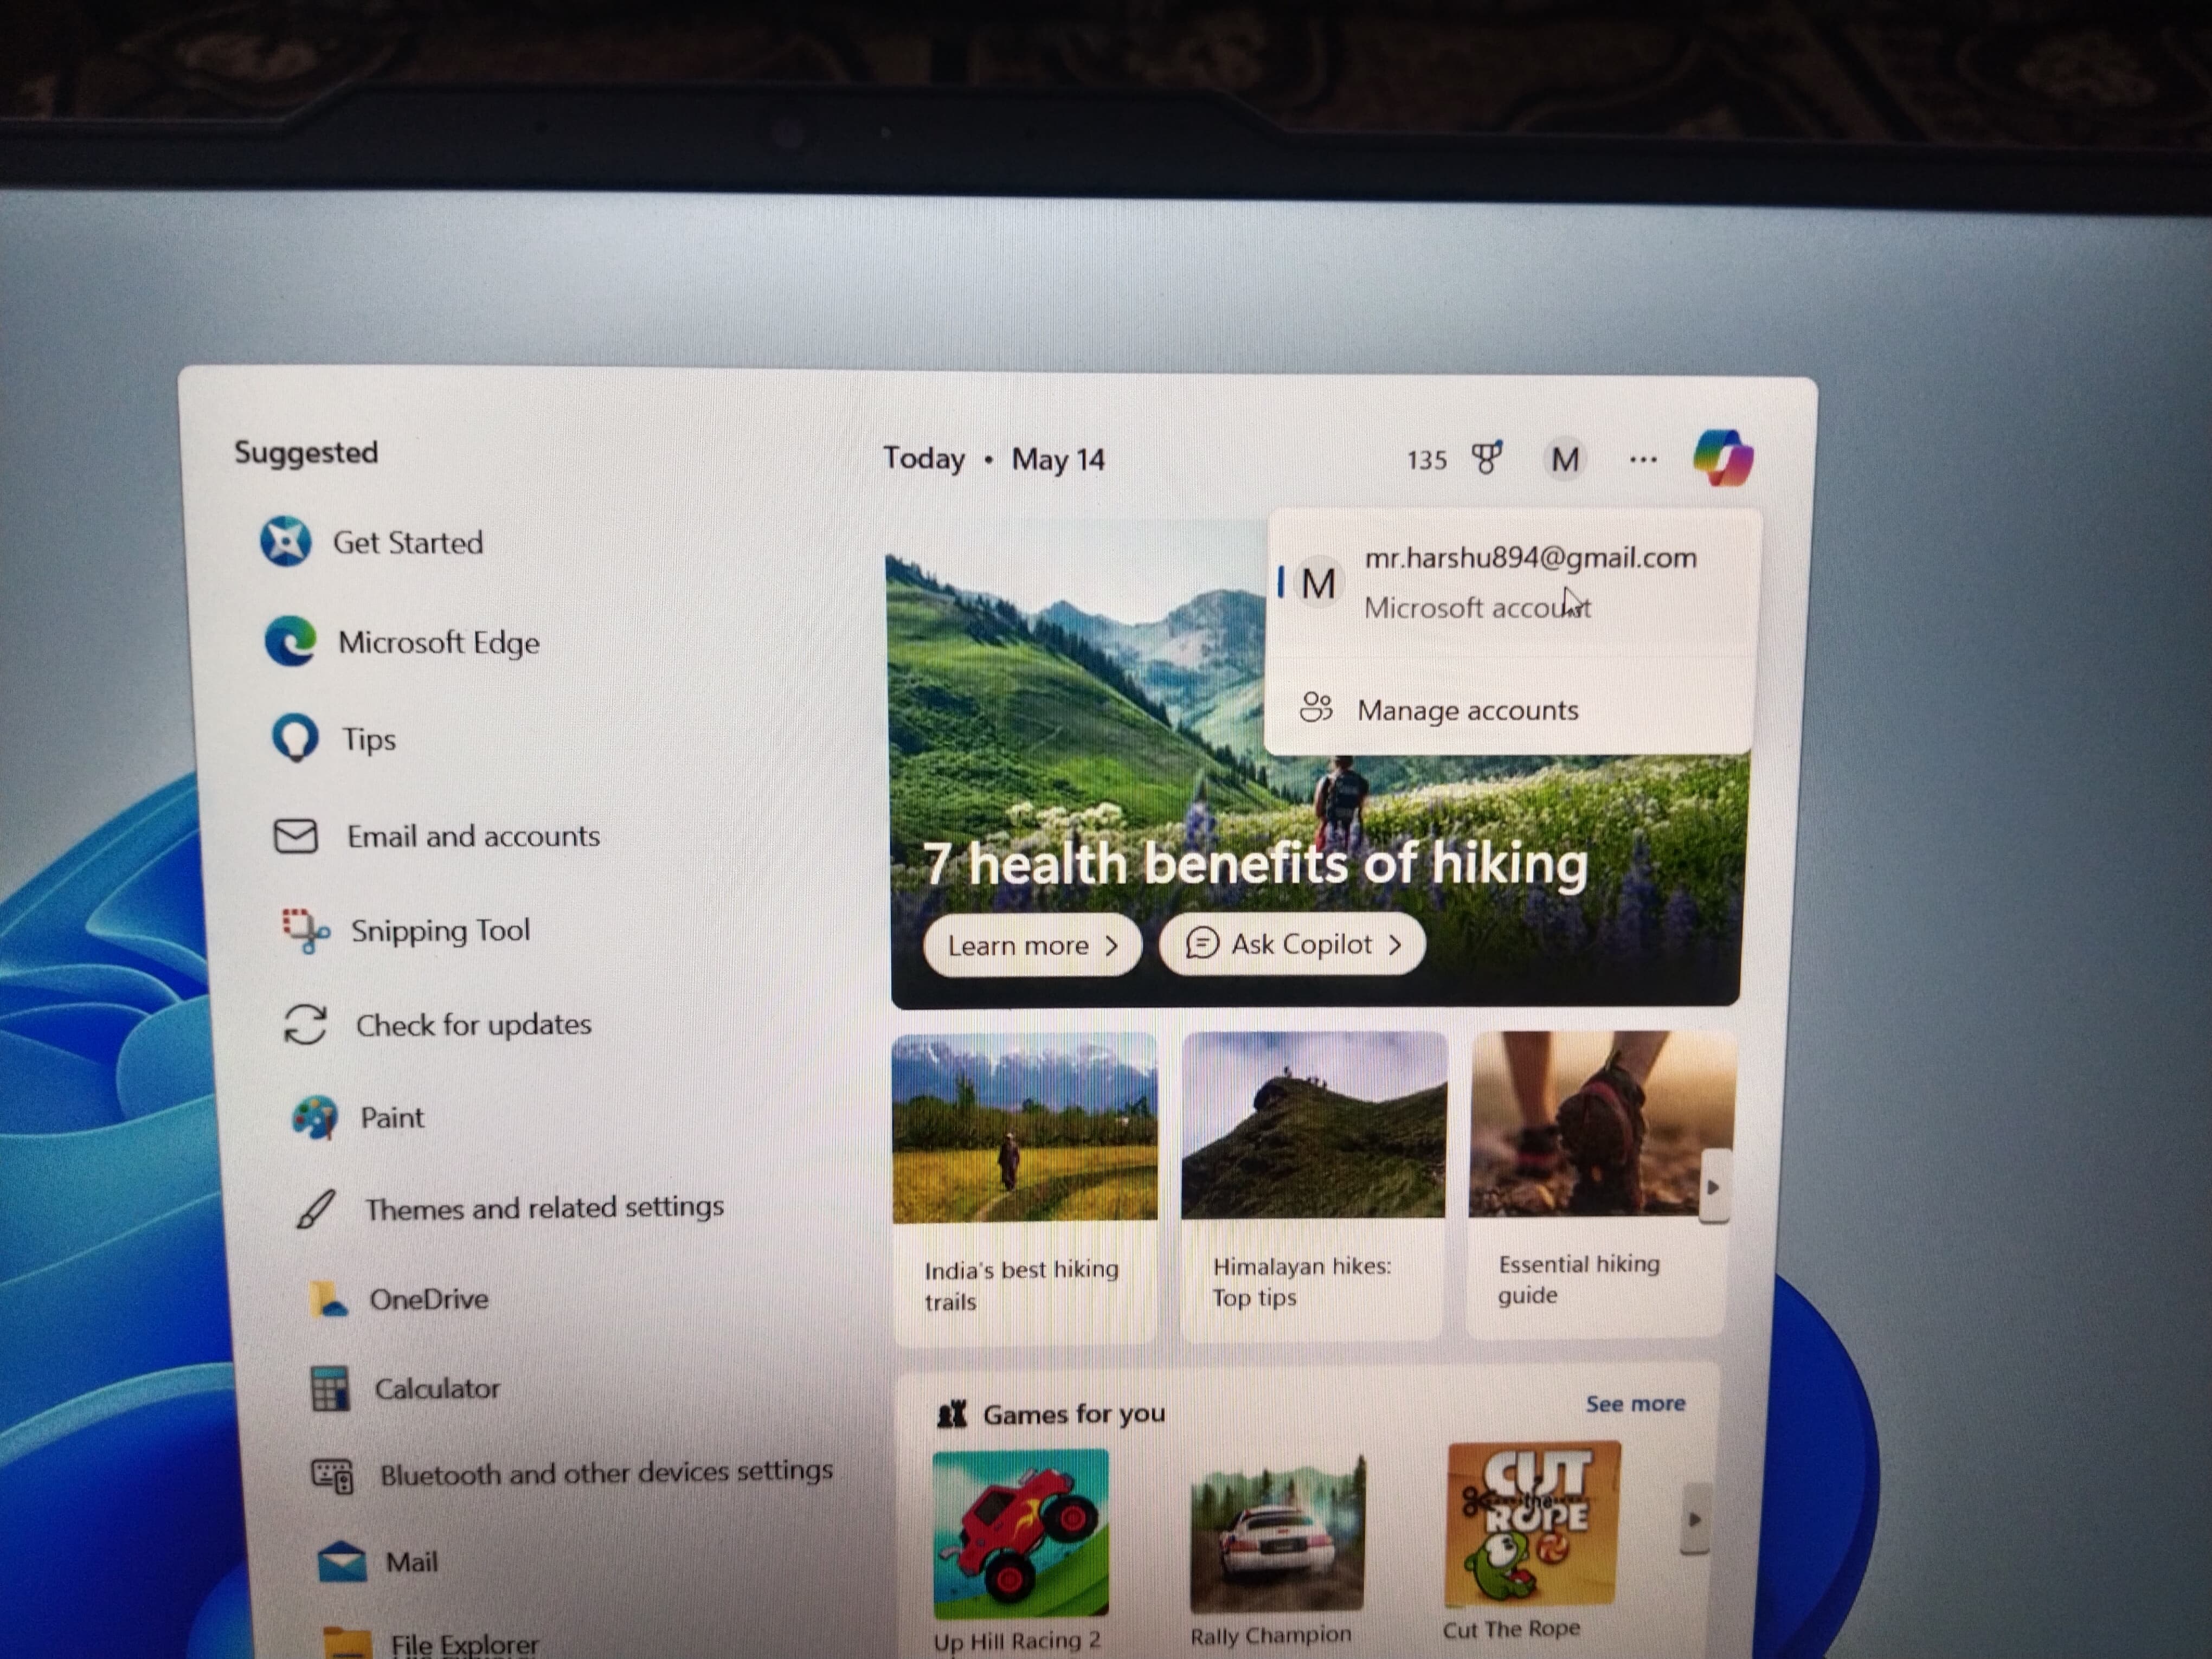 Suggested
Get Started
Microsoft Edge
Tips
Email and accounts
Snipping Tool
Check for updates
Paint
Themes and related settings
OneDrive
Calculator
Bluetooth and other devices settings
Mail
File Explorer
Today • May 14
135
M
...
M
mr.harshu894@gmail.com
Microsoft account
Manage accounts
7 health benefits of hiking
Learn more
Ask Copilot
India's best hiking
trails
Himalayan hikes:
Top tips
Essential hiking
guide
Games for you
See more
CUT
the
ROPE
Up Hill Racing 2
Rally Champion
Cut The Rope